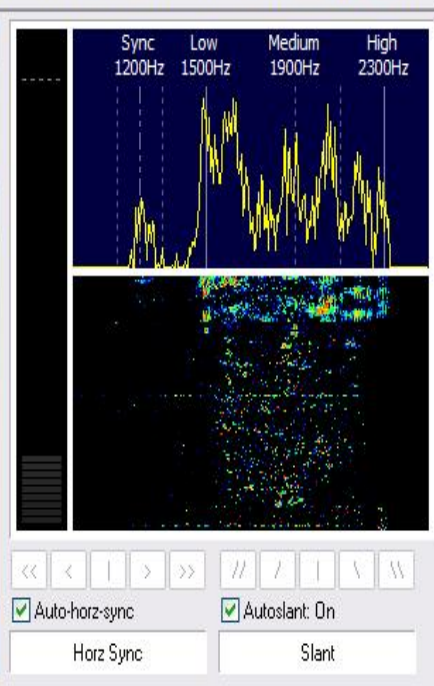 Sync Low Medium High
1200Hz 1500Hz 1900Hz 2300Hz
<< < | > >> // / | \ \\
Auto-horz-sync Autoslant: On
Horz Sync Slant